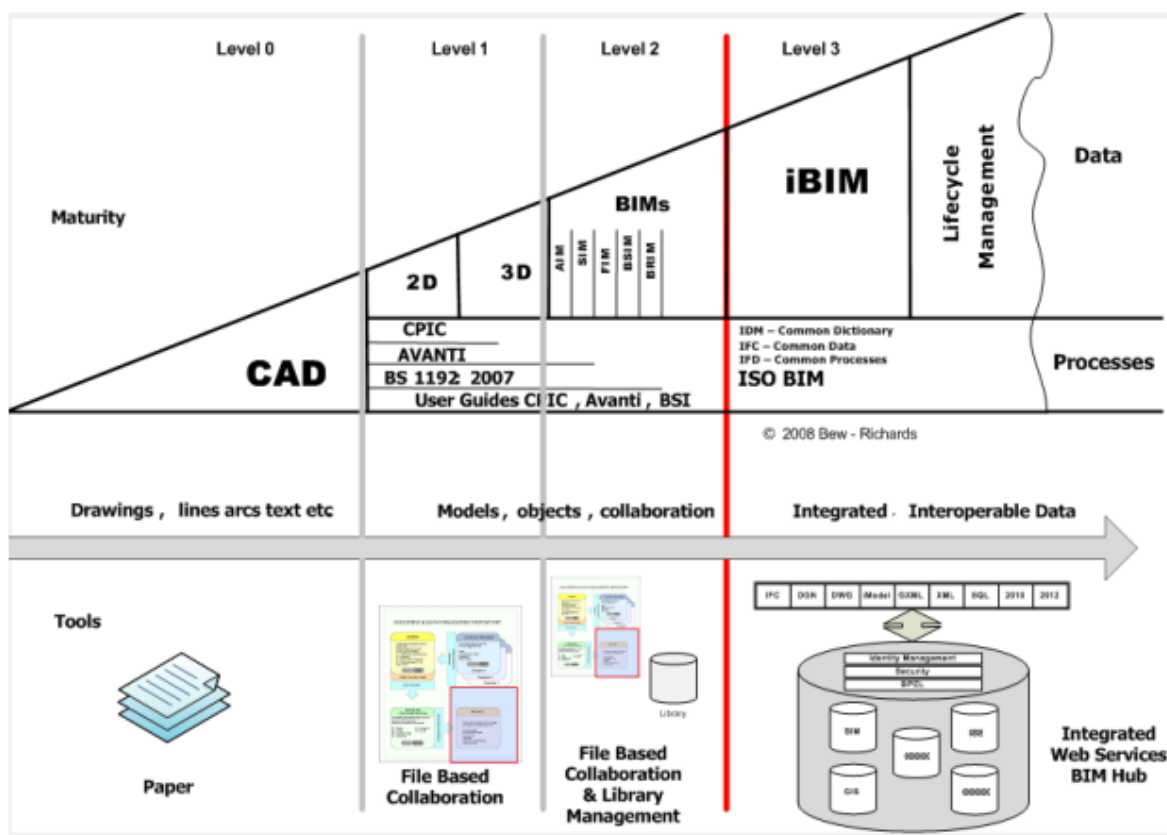 Level 0
Level 1
Level 2
Level 3
Maturity
CAD
2D
3D
BIMs
AIM
SIM
FIM
BSIM
BRIM
iBIM
Lifecycle
Management
Data
CPIC
AVANTI
BS 1192: 2007
User Guides CPIC , Avanti , BSI
IDM – Common Dictionary
IFC – Common Data
IFD – Common Processes
ISO BIM
Processes
© 2008 Bew - Richards
Drawings , lines arcs text etc
Models , objects , collaboration
Integrated , Interoperable Data
Tools
Paper
File Based
Collaboration
Library
File Based
Collaboration
& Library
Management
IFC DGN DWG iModel GXML XML SQL 2010 2012
Identity Management
Security
BIM
GIS
Integrated
Web Services
BIM Hub